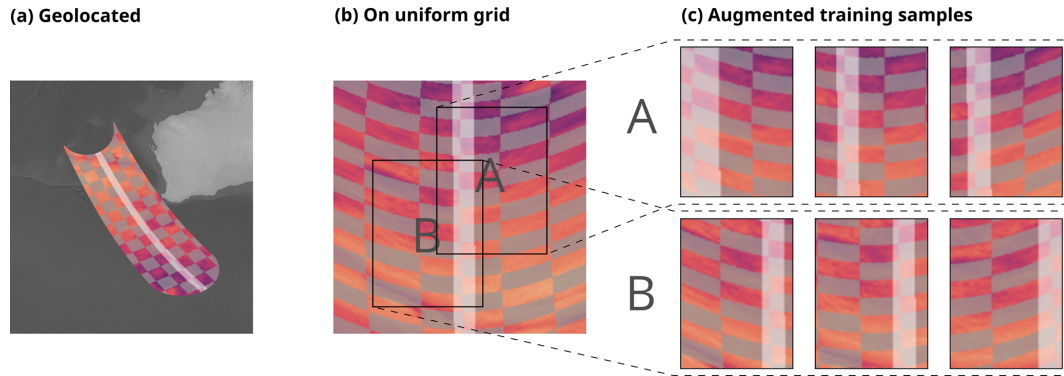 (a) Geolocated
(b) On uniform grid
(c) Augmented training samples
A
B
A
B